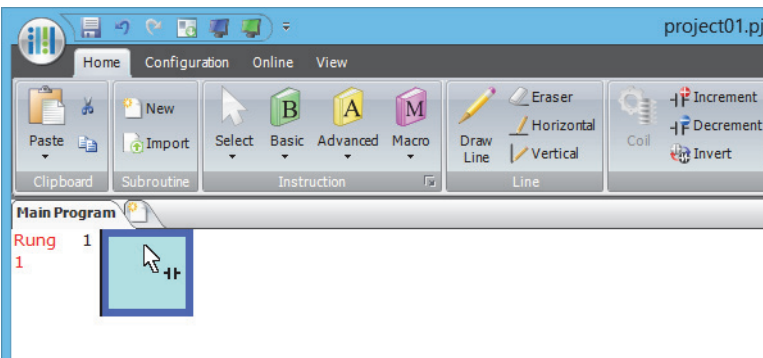 project01.pj
Home Configuration Online View
Paste New Import Select Basic Advanced Macro Draw Line Eraser Horizontal Vertical Coil Increment Decrement Invert
B A M
Clipboard Subroutine Instruction Line
Main Program
Rung 1
1